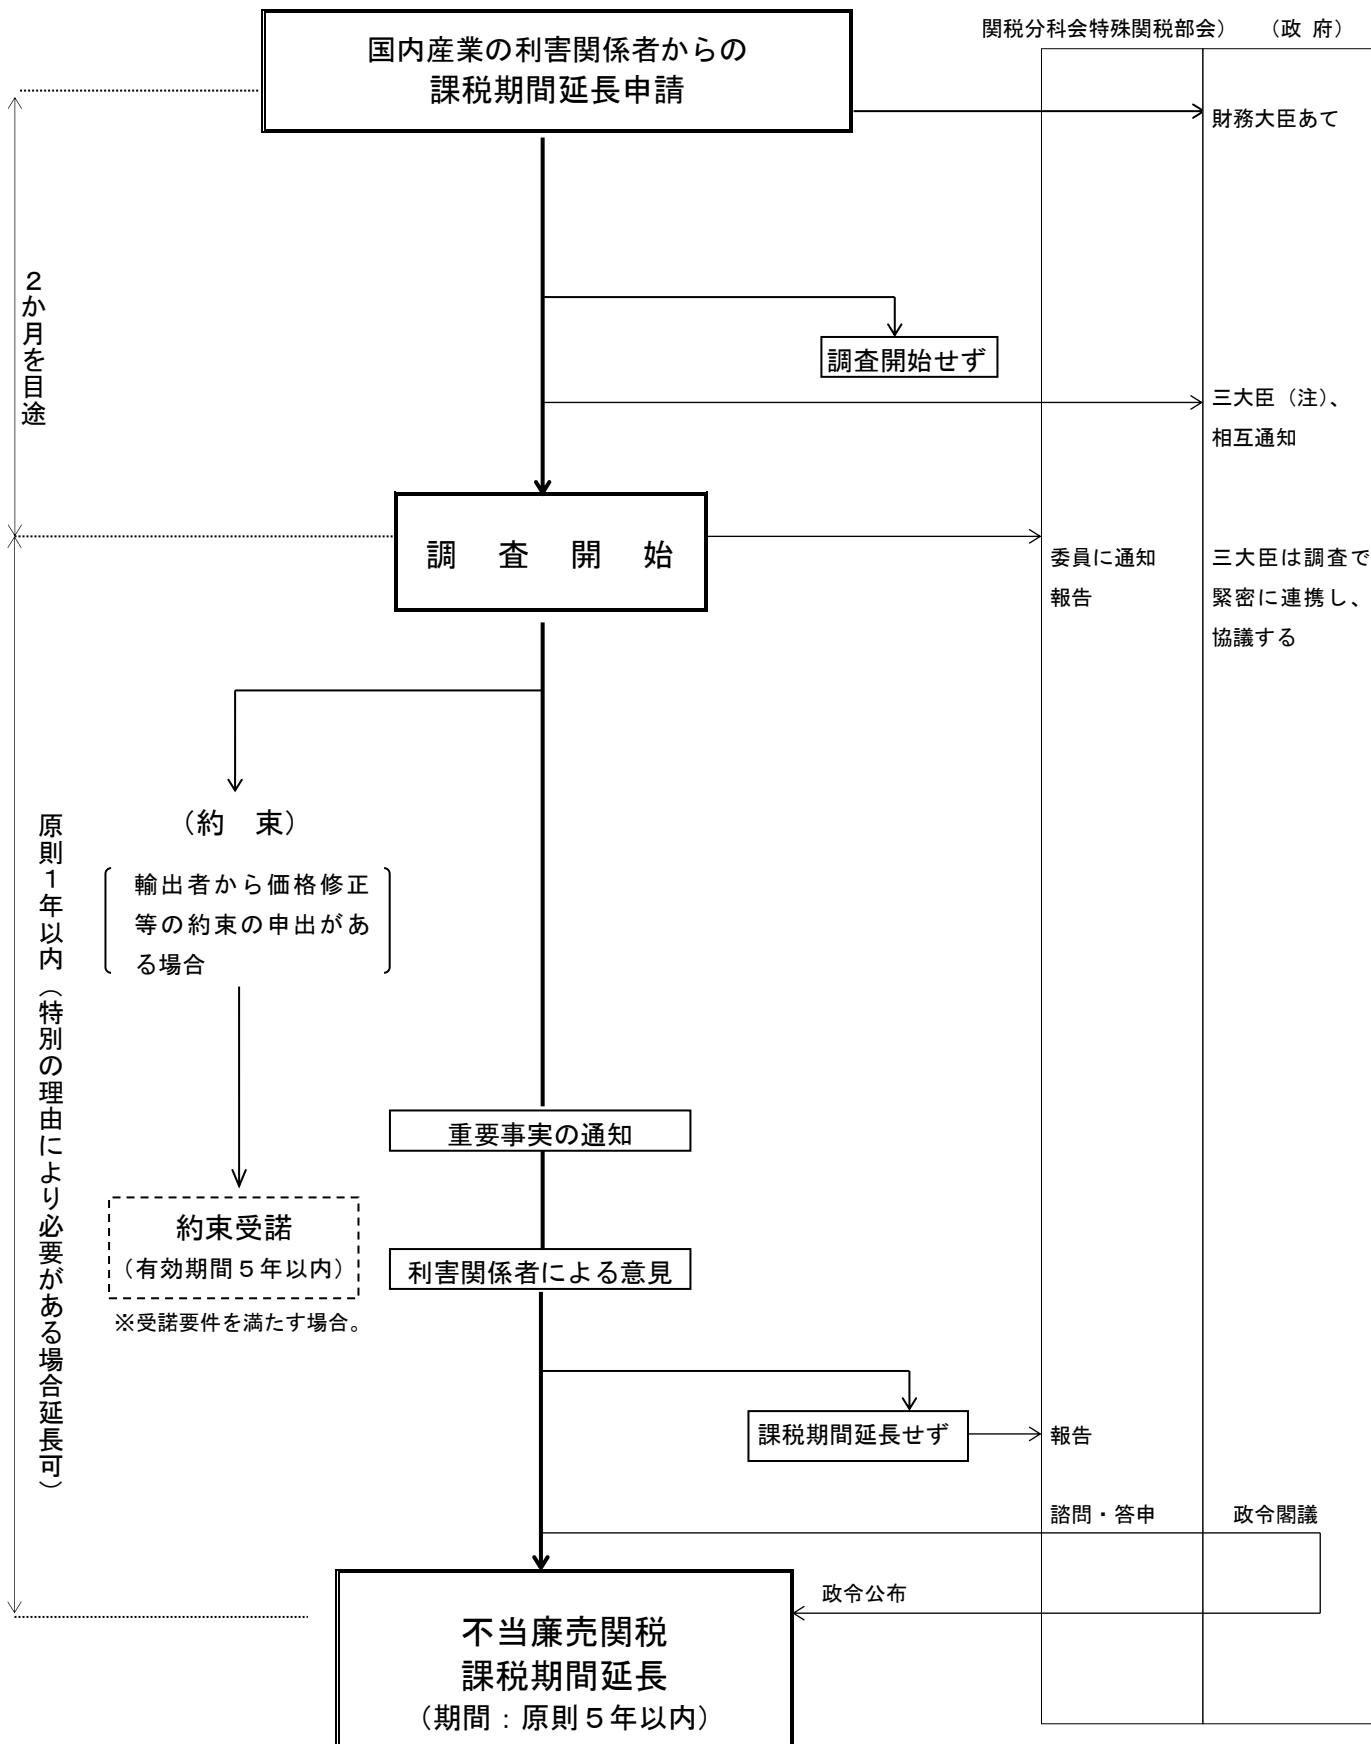 関税分科会特殊関税部会）　（政 府）
国内産業の利害関係者からの
課税期間延長申請
財務大臣あて
２か月を目途
調査開始せず
三大臣（注）、
相互通知
調　査　開　始
委員に通知
報告
三大臣は調査で
緊密に連携し、
協議する
原則１年以内（特別の理由により必要がある場合延長可）
（約　束）
輸出者から価格修正
等の約束の申出があ
る場合
重要事実の通知
約束受諾
（有効期間５年以内）
※受諾要件を満たす場合。
利害関係者による意見
課税期間延長せず
報告
諮問・答申
政令閣議
政令公布
不当廉売関税
課税期間延長
（期間：原則５年以内）